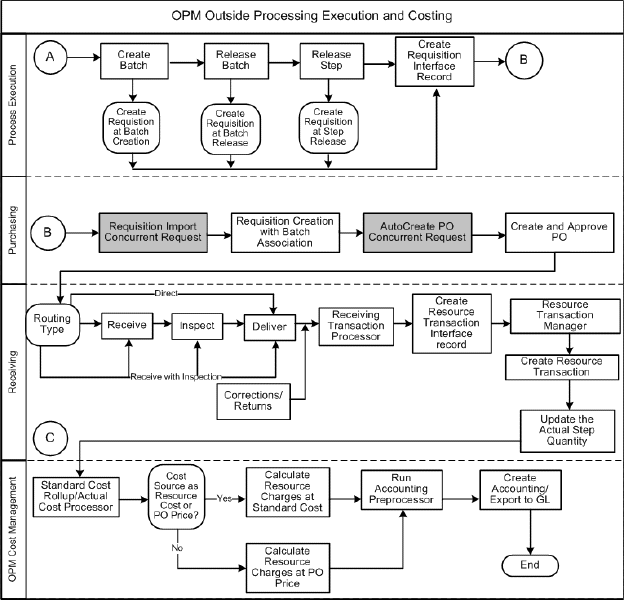 OPM Outside Processing Execution and Costing
Process Execution
A
Create
Batch
Release
Batch
Release
Step
Create
Requisition
Interface
Record
B
Create
Requistion
at Batch
Creation
Create
Requisition
at Batch
Release
Create
Requisition
at Step
Release
Purchasing
B
Requisition Import
Concurrent Request
Requisition Creation
with Batch
Association
AutoCreate PO
Concurrent Request
Create and Approve
PO
Receiving
Direct
Routing
Type
Receive
Inspect
Deliver
Receiving
Transaction
Processor
Create
Resource
Transaction
Interface
record
Resource
Transaction
Manager
Create Resource
Transaction
Receive with Inspection
Corrections/
Returns
Update the
Actual Step
Quantity
C
OPM Cost Management
Standard Cost
Rollup/Actual
Cost Processor
Cost
Source as
Resource
Cost or
PO Price?
Yes
Calculate
Resource
Charges at
Standard Cost
Run
Accounting
Preprocessor
Create
Accounting/
Export to GL
No
Calculate
Resource
Charges at PO
Price
End